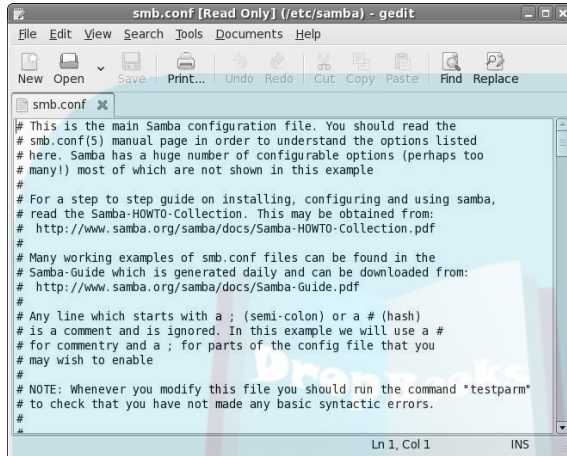 smb.conf [Read Only] (/etc/samba) - gedit
File Edit View Search Tools Documents Help
New Open Save Print... Undo Redo Cut Copy Paste Find Replace
smb.conf
# This is the main Samba configuration file. You should read the
# smb.conf(5) manual page in order to understand the options listed
# here. Samba has a huge number of configurable options (perhaps too
# many!) most of which are not shown in this example
#
# For a step to step guide on installing, configuring and using samba,
# read the Samba-HOWTO-Collection. This may be obtained from:
#  http://www.samba.org/samba/docs/Samba-HOWTO-Collection.pdf
#
# Many working examples of smb.conf files can be found in the
# Samba-Guide which is generated daily and can be downloaded from:
#  http://www.samba.org/samba/docs/Samba-Guide.pdf
#
# Any line which starts with a ; (semi-colon) or a # (hash)
# is a comment and is ignored. In this example we will use a #
# for commentry and a ; for parts of the config file that you
# may wish to enable
#
# NOTE: Whenever you modify this file you should run the command "testparm"
# to check that you have not made any basic syntactic errors.
#
#
DropBooks
Ln 1, Col 1 INS